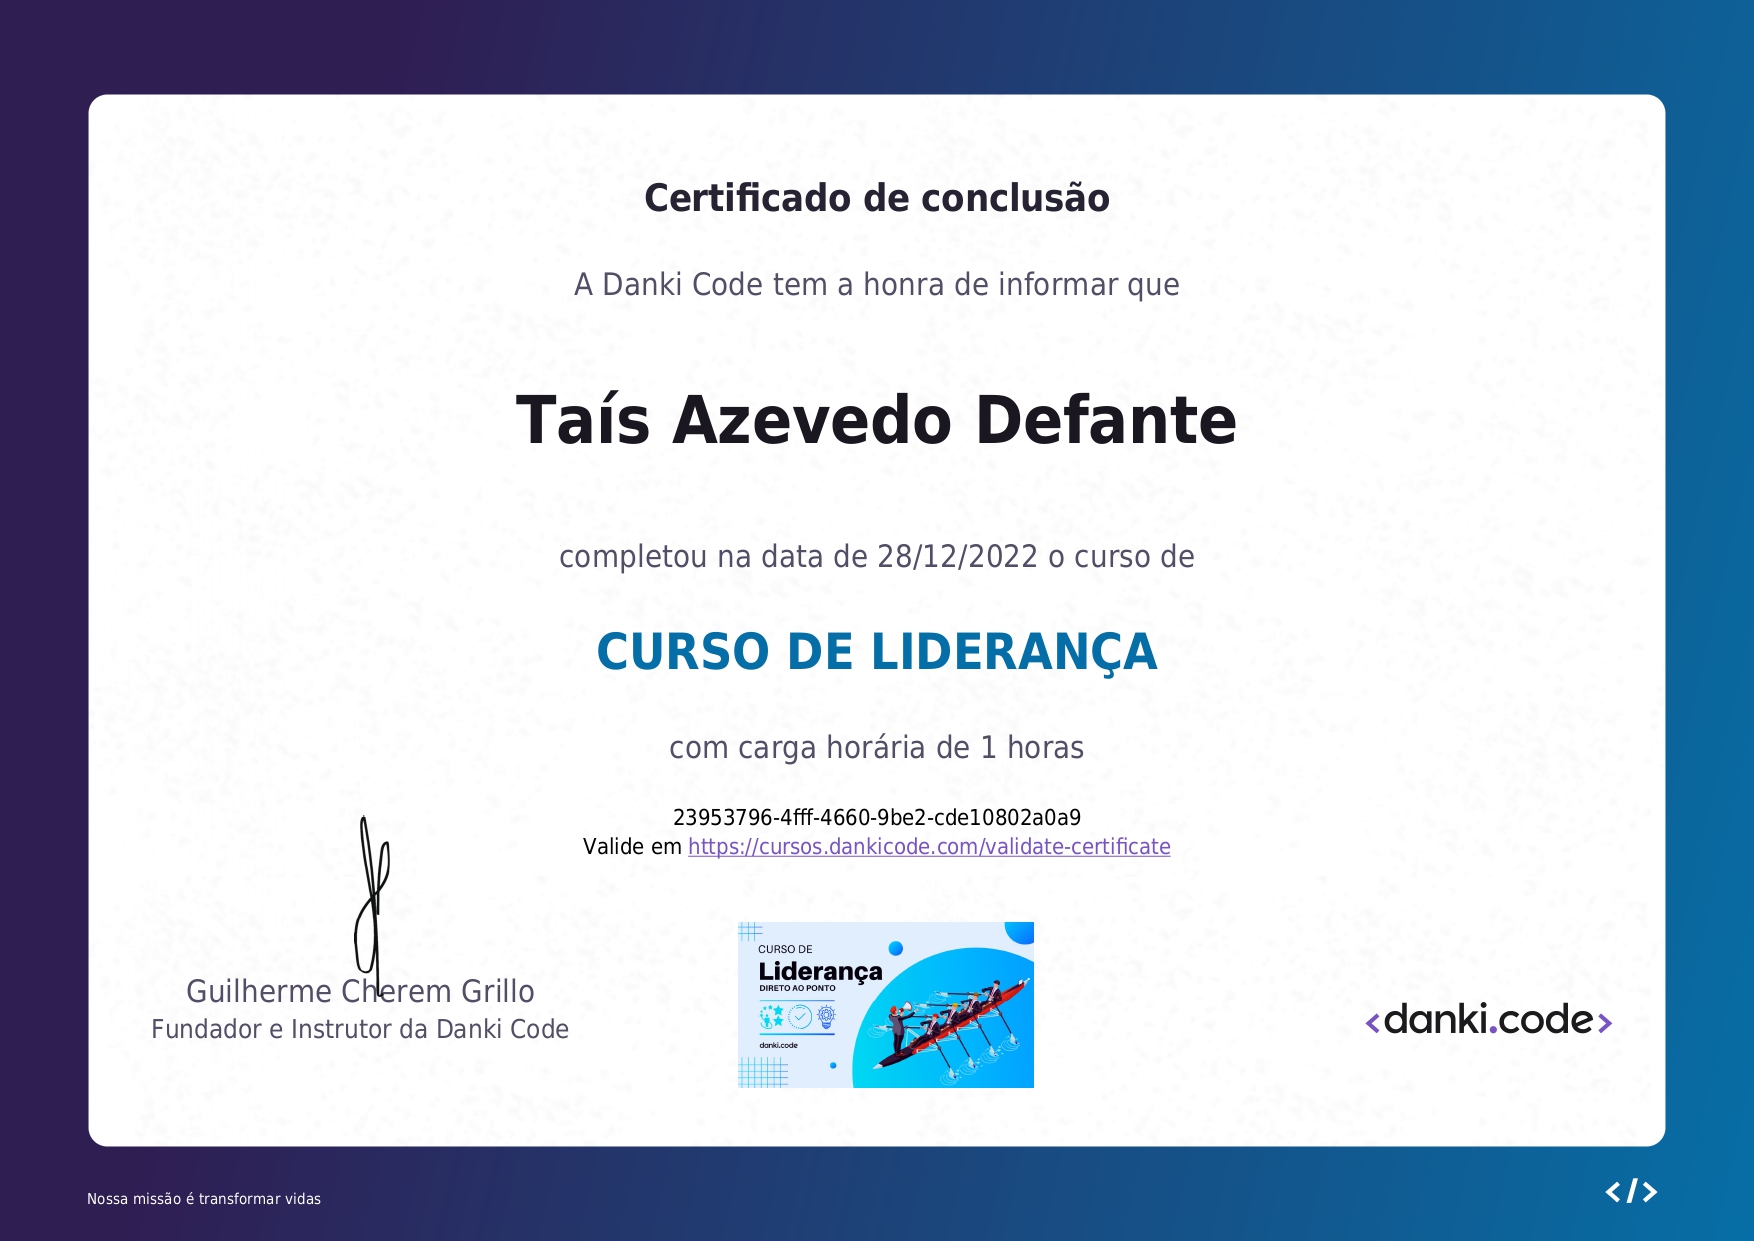 Certificado de conclusão
A Danki Code tem a honra de informar que
Taís Azevedo Defante
completou na data de 28/12/2022 o curso de
CURSO DE LIDERANÇA
com carga horária de 1 horas
23953796-4fff-4660-9be2-cde10802a0a9
Valide em https://cursos.dankicode.com/validate-certificate
Guilherme Cherem Grillo
Fundador e Instrutor da Danki Code
CURSO DE
Liderança
DIRETO AO PONTO
danki.code
<danki.code>
Nossa missão é transformar vidas
</>